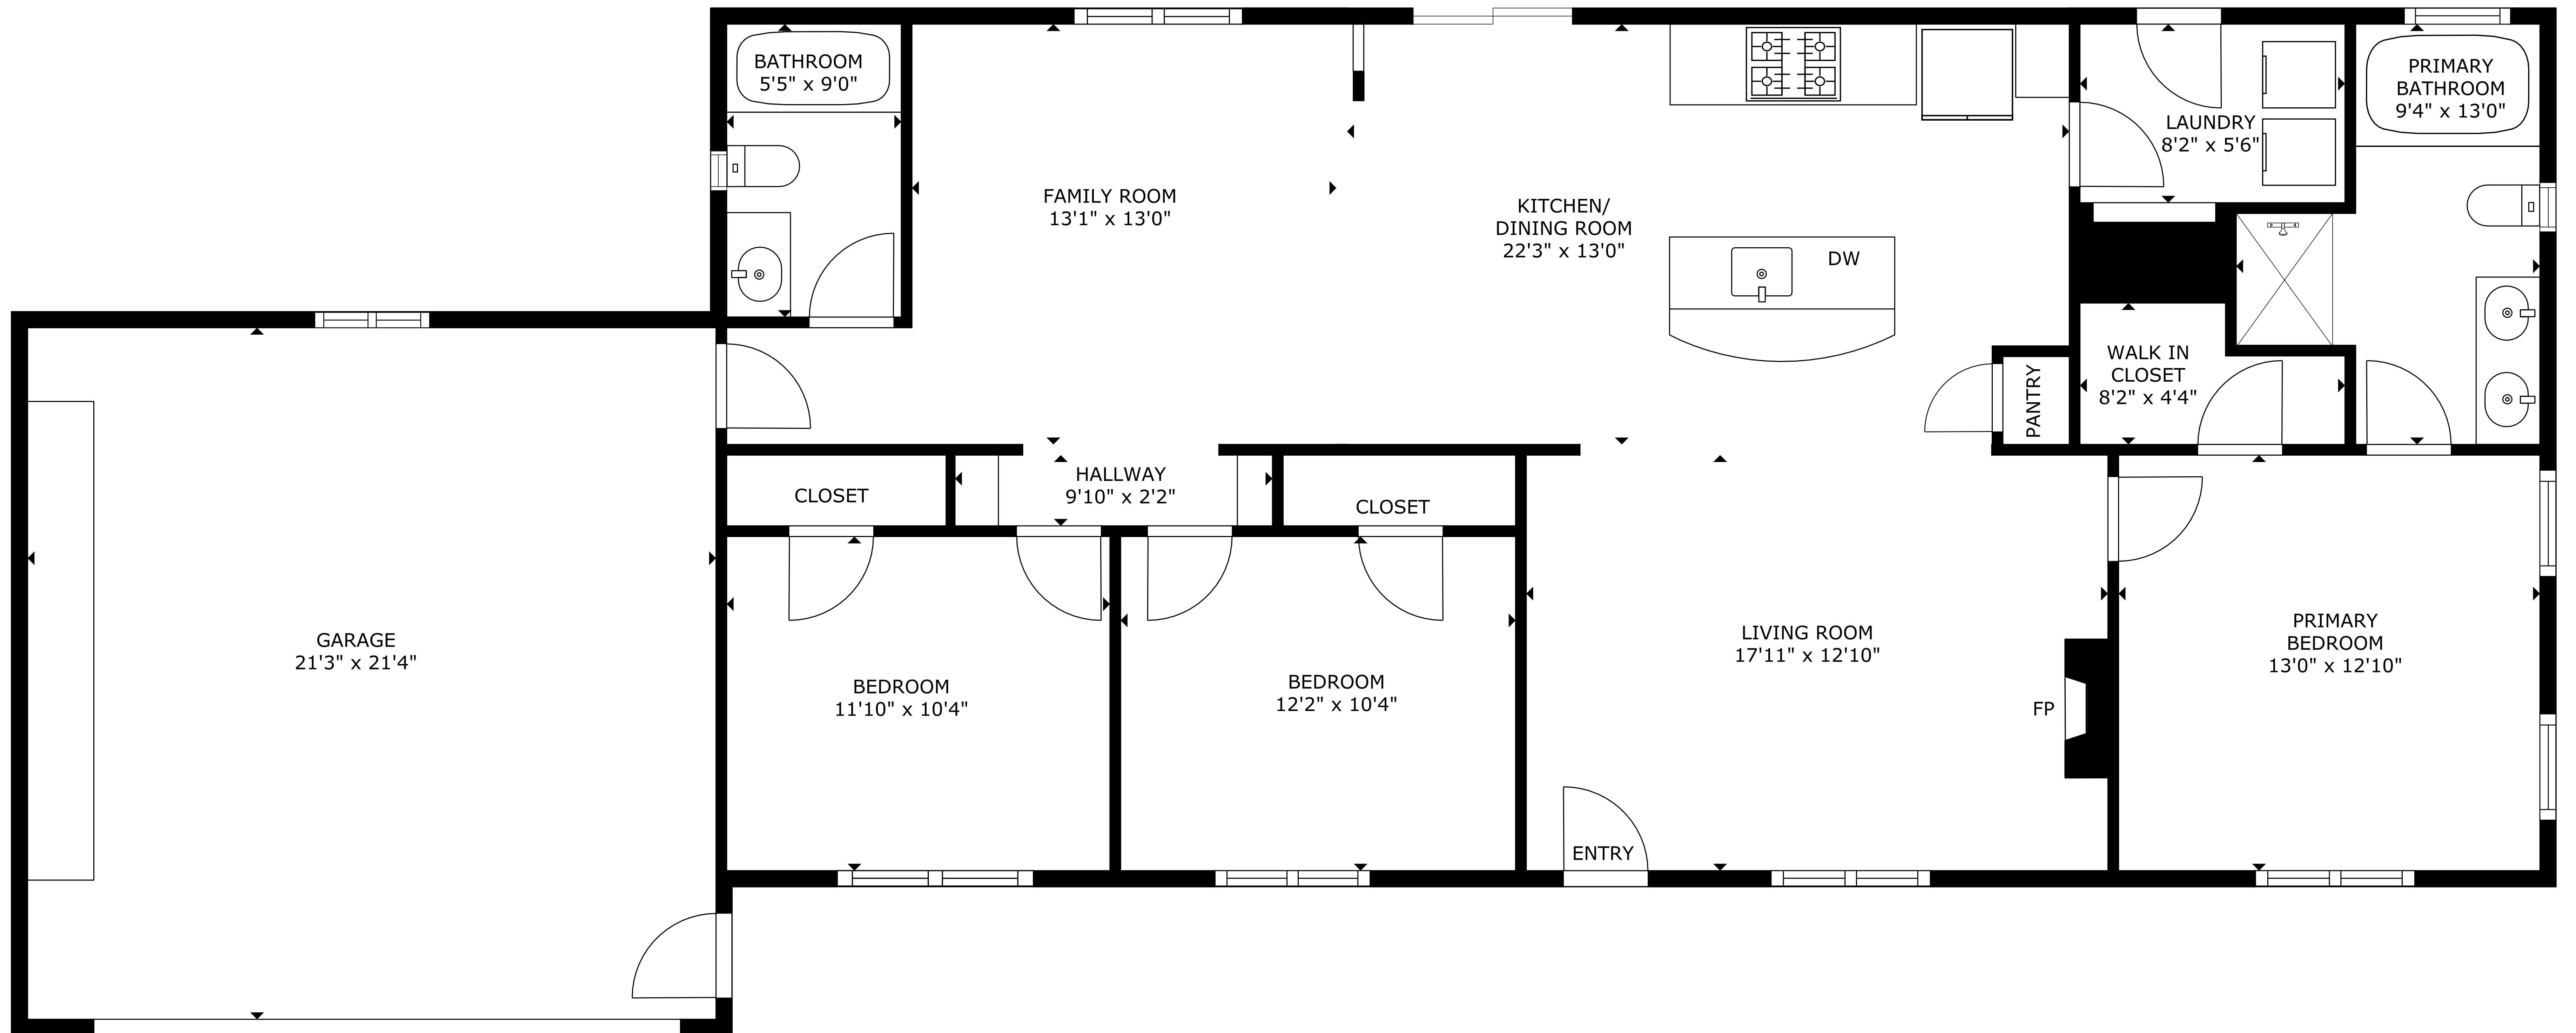 BATHROOM
5'5" x 9'0"
FAMILY ROOM
13'1" x 13'0"
KITCHEN/
DINING ROOM
22'3" x 13'0"
DW
LAUNDRY
8'2" x 5'6"
PRIMARY
BATHROOM
9'4" x 13'0"
WALK IN
CLOSET
8'2" x 4'4"
PANTRY
CLOSET
HALLWAY
9'10" x 2'2"
CLOSET
GARAGE
21'3" x 21'4"
BEDROOM
11'10" x 10'4"
BEDROOM
12'2" x 10'4"
LIVING ROOM
17'11" x 12'10"
FP
ENTRY
PRIMARY
BEDROOM
13'0" x 12'10"